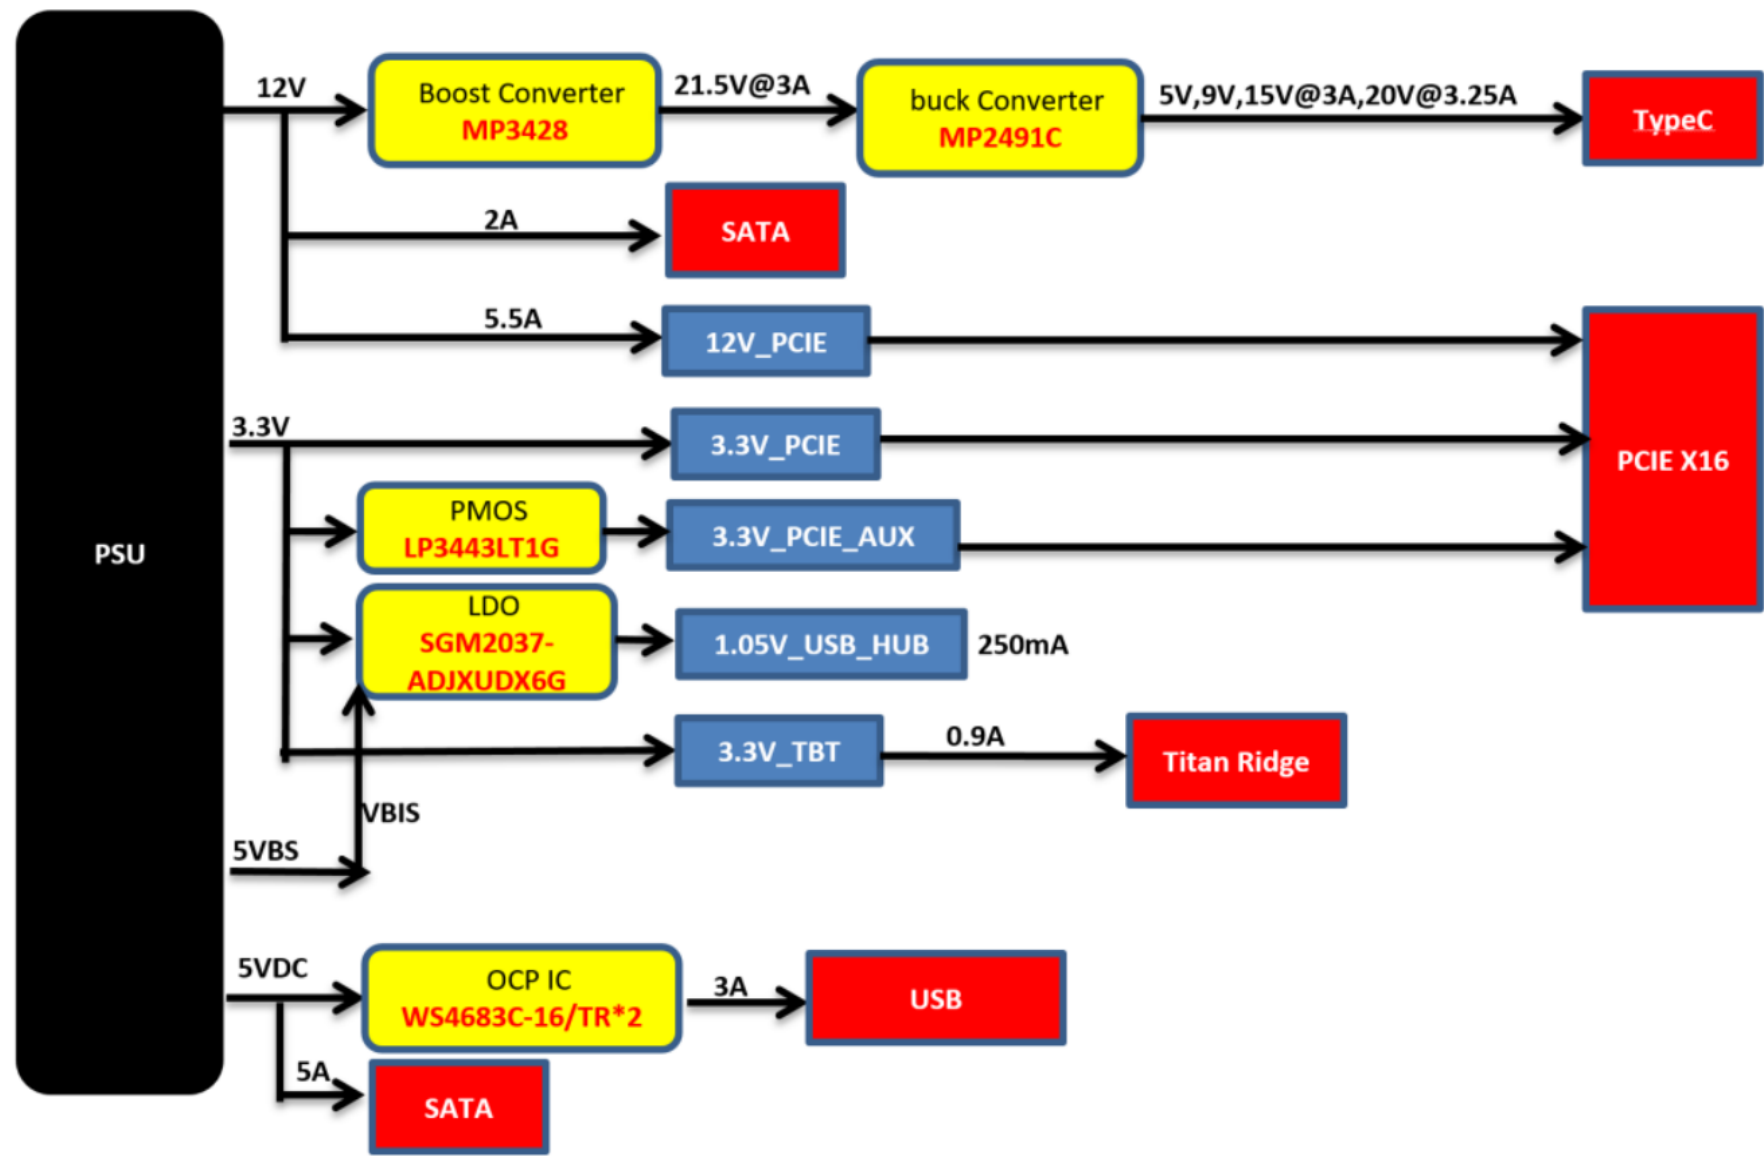 12V
Boost Converter
MP3428
21.5V@3A
buck Converter
MP2491C
5V,9V,15V@3A,20V@3.25A
TypeC
2A
SATA
5.5A
12V_PCIE
3.3V
3.3V_PCIE
PCIE X16
PMOS
LP3443LT1G
3.3V_PCIE_AUX
PSU
LDO
SGM2037-
ADJXUDX6G
1.05V_USB_HUB
250mA
3.3V_TBT
0.9A
Titan Ridge
VBIS
5VBS
5VDC
OCP IC
WS4683C-16/TR*2
3A
USB
5A
SATA